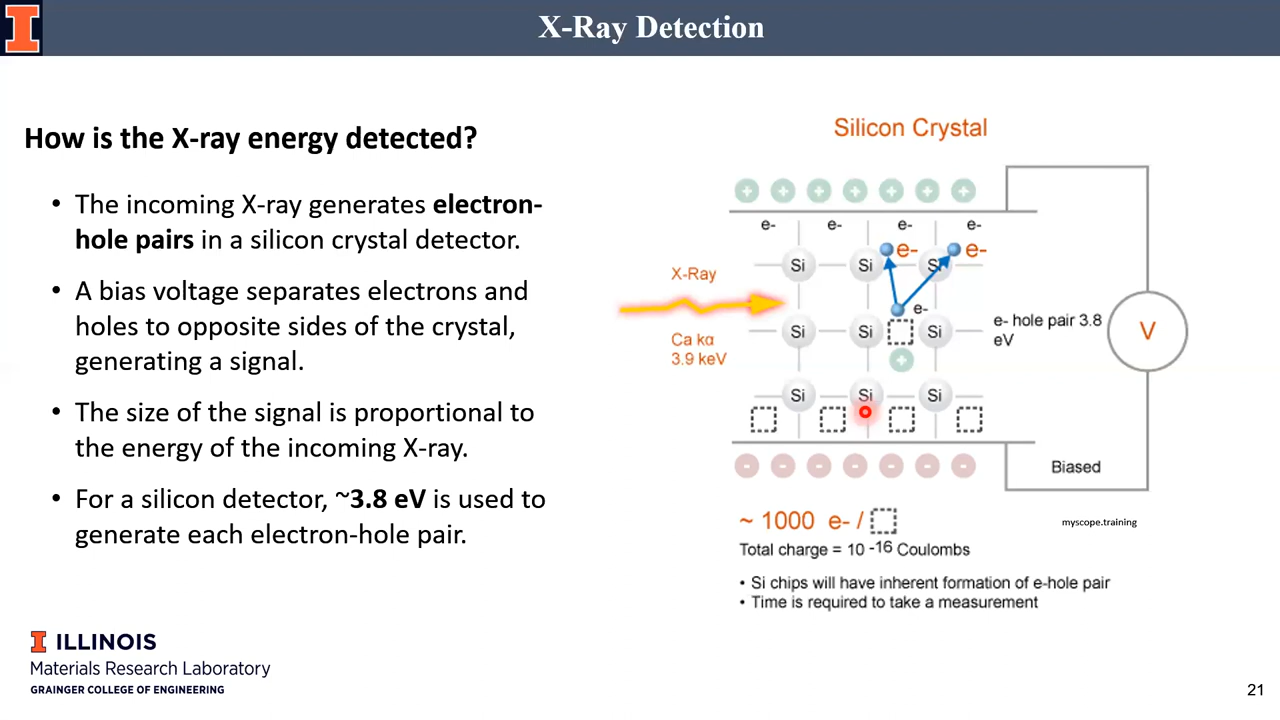 X-Ray Detection
How is the X-ray energy detected?
• The incoming X-ray generates electron-
hole pairs in a silicon crystal detector.
• A bias voltage separates electrons and
holes to opposite sides of the crystal,
generating a signal.
• The size of the signal is proportional to
the energy of the incoming X-ray.
• For a silicon detector, ~3.8 eV is used to
generate each electron-hole pair.
Silicon Crystal
+ + + + + + +
e- e- e- e-
e- e-
Si Si Si
X-Ray
e-
Si Si Si
e- hole pair 3.8
eV
V
Ca kα
3.9 keV
+
Si Si Si
- - - - - - -
Biased
~ 1000 e- /
myscope.training
Total charge = 10 -16 Coulombs
• Si chips will have inherent formation of e-hole pair
• Time is required to take a measurement
I ILLINOIS
Materials Research Laboratory
GRAINGER COLLEGE OF ENGINEERING
21